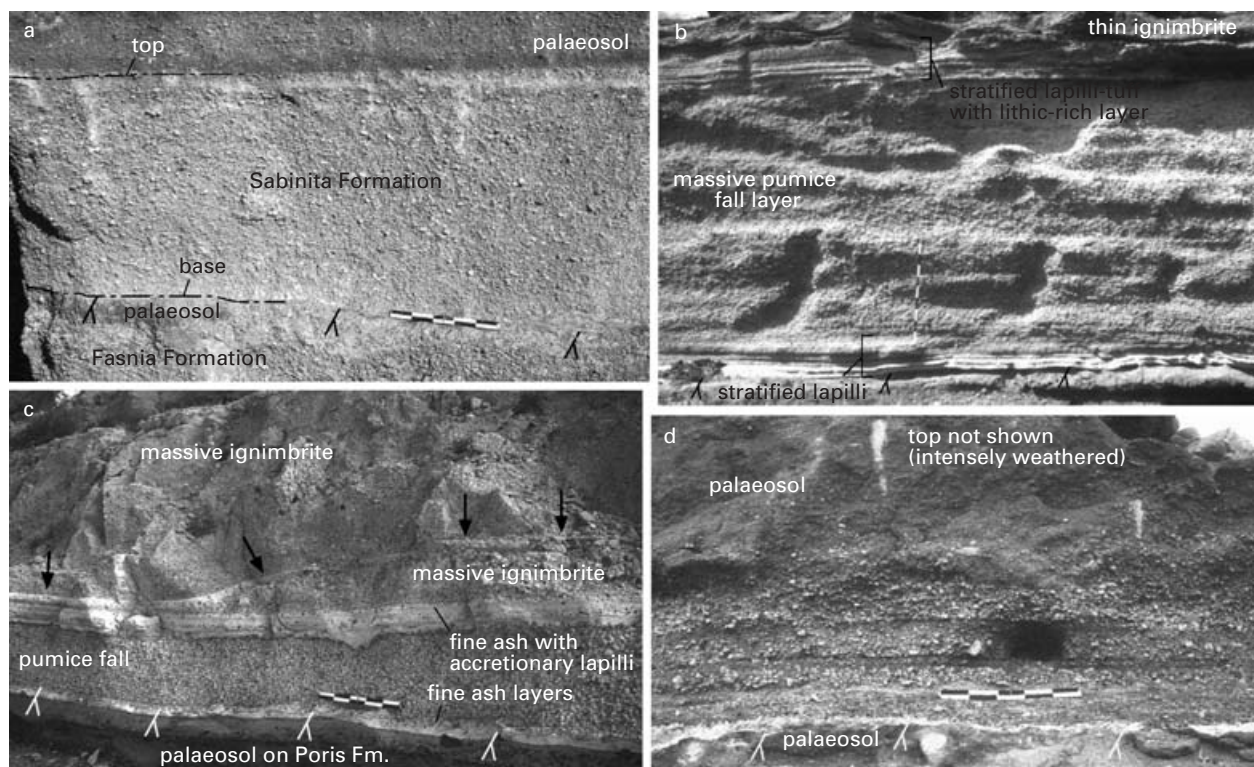 a
top
palaeosol
Sabinita Formation
base
palaeosol
Fasnia Formation
b
thin ignimbrite
stratified lapilli-tuff
with lithic-rich layer
massive pumice
fall layer
stratified lapilli
c
massive ignimbrite
massive ignimbrite
pumice fall
fine ash with
accretionary lapilli
fine ash layers
palaeosol on Poris Fm.
d
top not shown
(intensely weathered)
palaeosol
palaeosol